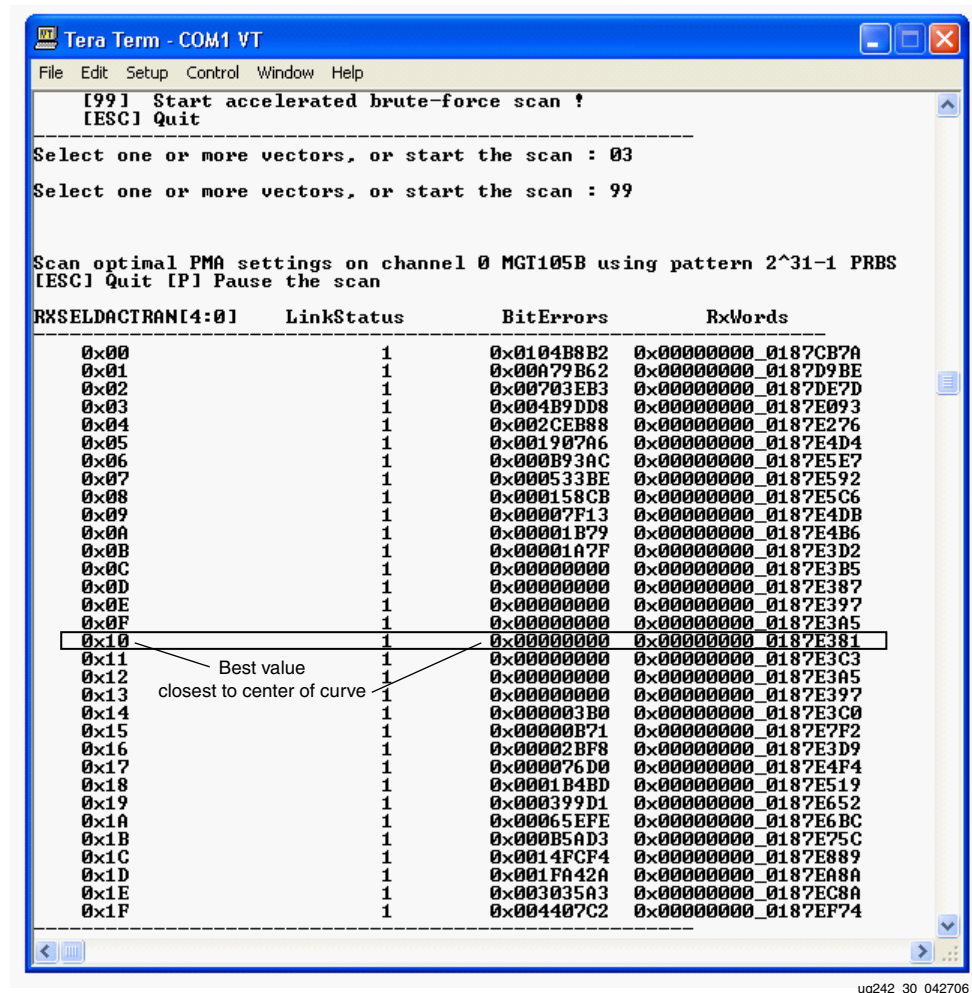 Tera Term - COM1 VT
File Edit Setup Control Window Help
[99] Start accelerated brute-force scan !
[ESC] Quit
Select one or more vectors, or start the scan : 03
Select one or more vectors, or start the scan : 99
Scan optimal PMA settings on channel 0 MGT105B using pattern 2^31-1 PRBS
[ESC] Quit [P] Pause the scan
RXSELDACTRAN[4:0] LinkStatus BitErrors RxWords
0x00 1 0x0104B8B2 0x00000000_0187CB7A
0x01 1 0x00A79B62 0x00000000_0187D9BE
0x02 1 0x00703EB3 0x00000000_0187DE7D
0x03 1 0x004B9DD8 0x00000000_0187E093
0x04 1 0x002CEB88 0x00000000_0187E276
0x05 1 0x001907A6 0x00000000_0187E4D4
0x06 1 0x000B93AC 0x00000000_0187E5E7
0x07 1 0x000533BE 0x00000000_0187E592
0x08 1 0x000158CB 0x00000000_0187E5C6
0x09 1 0x00007F13 0x00000000_0187E4DB
0x0A 1 0x00001B79 0x00000000_0187E4B6
0x0B 1 0x00001A7F 0x00000000_0187E3D2
0x0C 1 0x00000000 0x00000000_0187E3B5
0x0D 1 0x00000000 0x00000000_0187E387
0x0E 1 0x00000000 0x00000000_0187E397
0x0F 1 0x00000000 0x00000000_0187E3A5
0x10 1 0x00000000 0x00000000_0187E381
0x11 1 0x00000000 0x00000000_0187E3C3
Best value
0x12 1 0x00000000 0x00000000_0187E3A5
closest to center of curve
0x13 1 0x00000000 0x00000000_0187E397
0x14 1 0x000003B0 0x00000000_0187E3C0
0x15 1 0x00000B71 0x00000000_0187E7F2
0x16 1 0x00002BF8 0x00000000_0187E3D9
0x17 1 0x000076D0 0x00000000_0187E4F4
0x18 1 0x0001B4BD 0x00000000_0187E519
0x19 1 0x000399D1 0x00000000_0187E652
0x1A 1 0x00065EFE 0x00000000_0187E6BC
0x1B 1 0x000B5AD3 0x00000000_0187E75C
0x1C 1 0x0014FCF4 0x00000000_0187E889
0x1D 1 0x001FA42A 0x00000000_0187EA8A
0x1E 1 0x003035A3 0x00000000_0187EC8A
0x1F 1 0x004407C2 0x00000000_0187EF74
ug242_30_042706